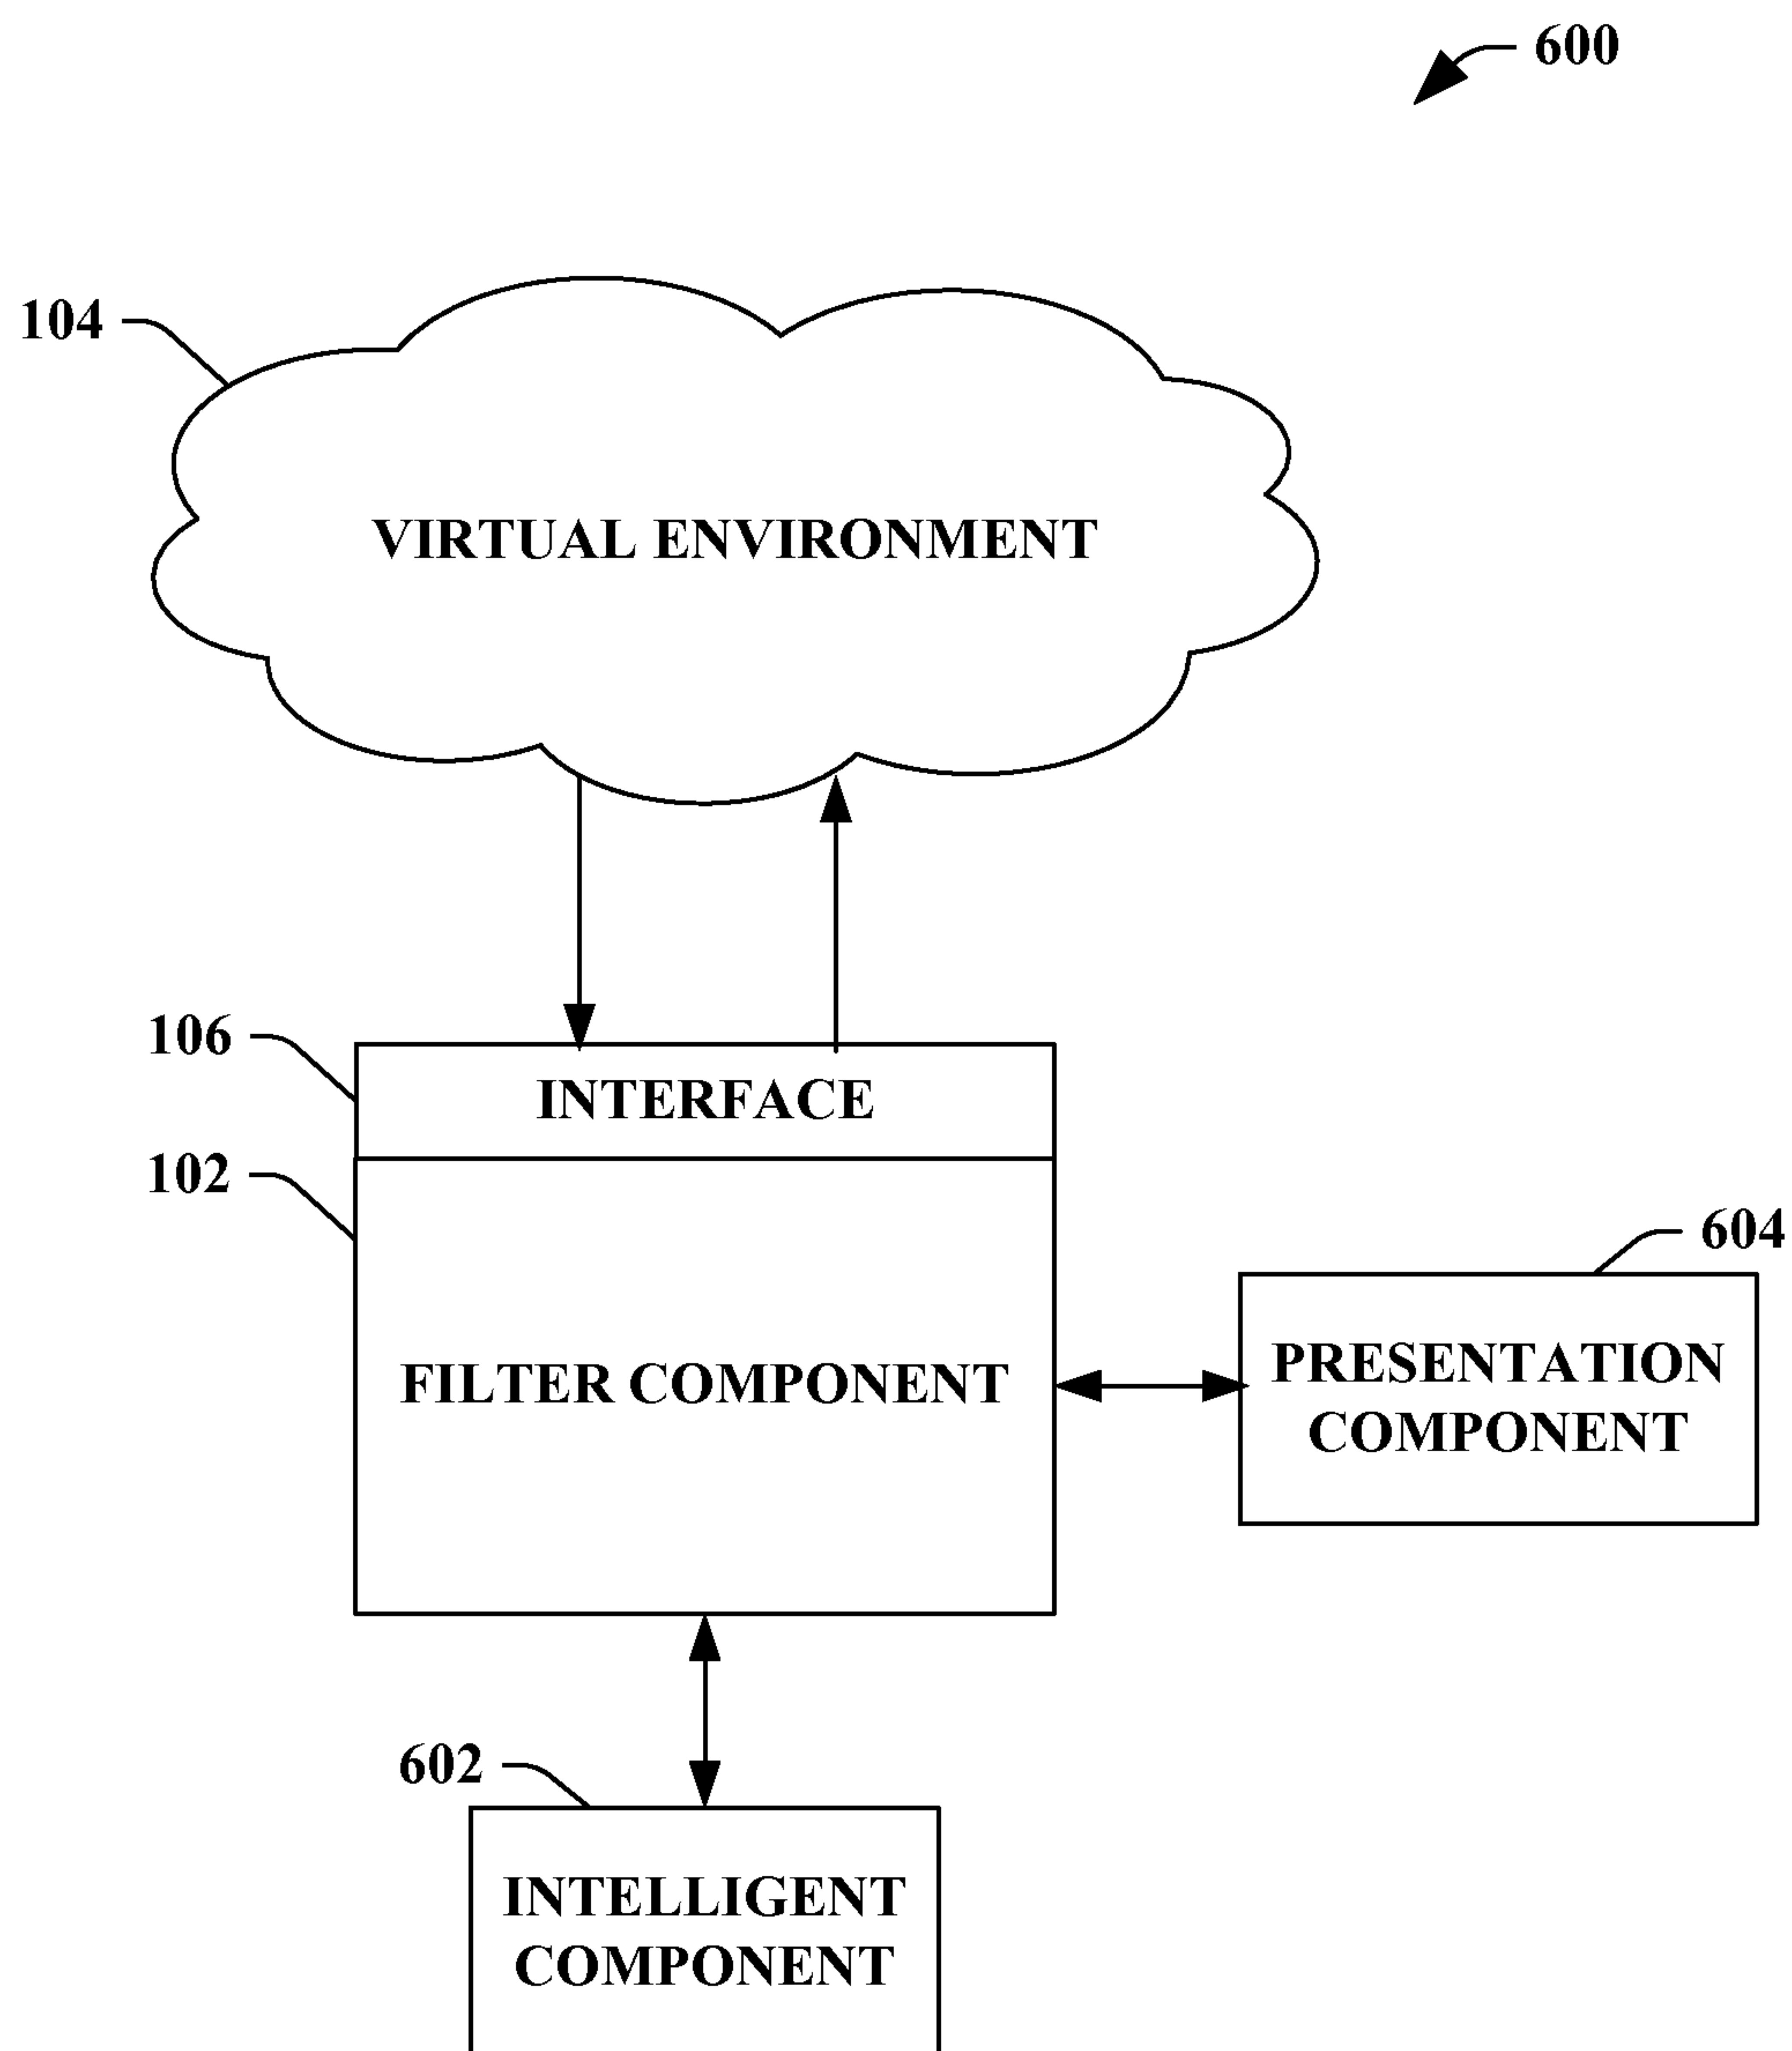 600
104
VIRTUAL ENVIRONMENT
106
INTERFACE
102
604
FILTER COMPONENT
PRESENTATION
COMPONENT
602
INTELLIGENT
COMPONENT